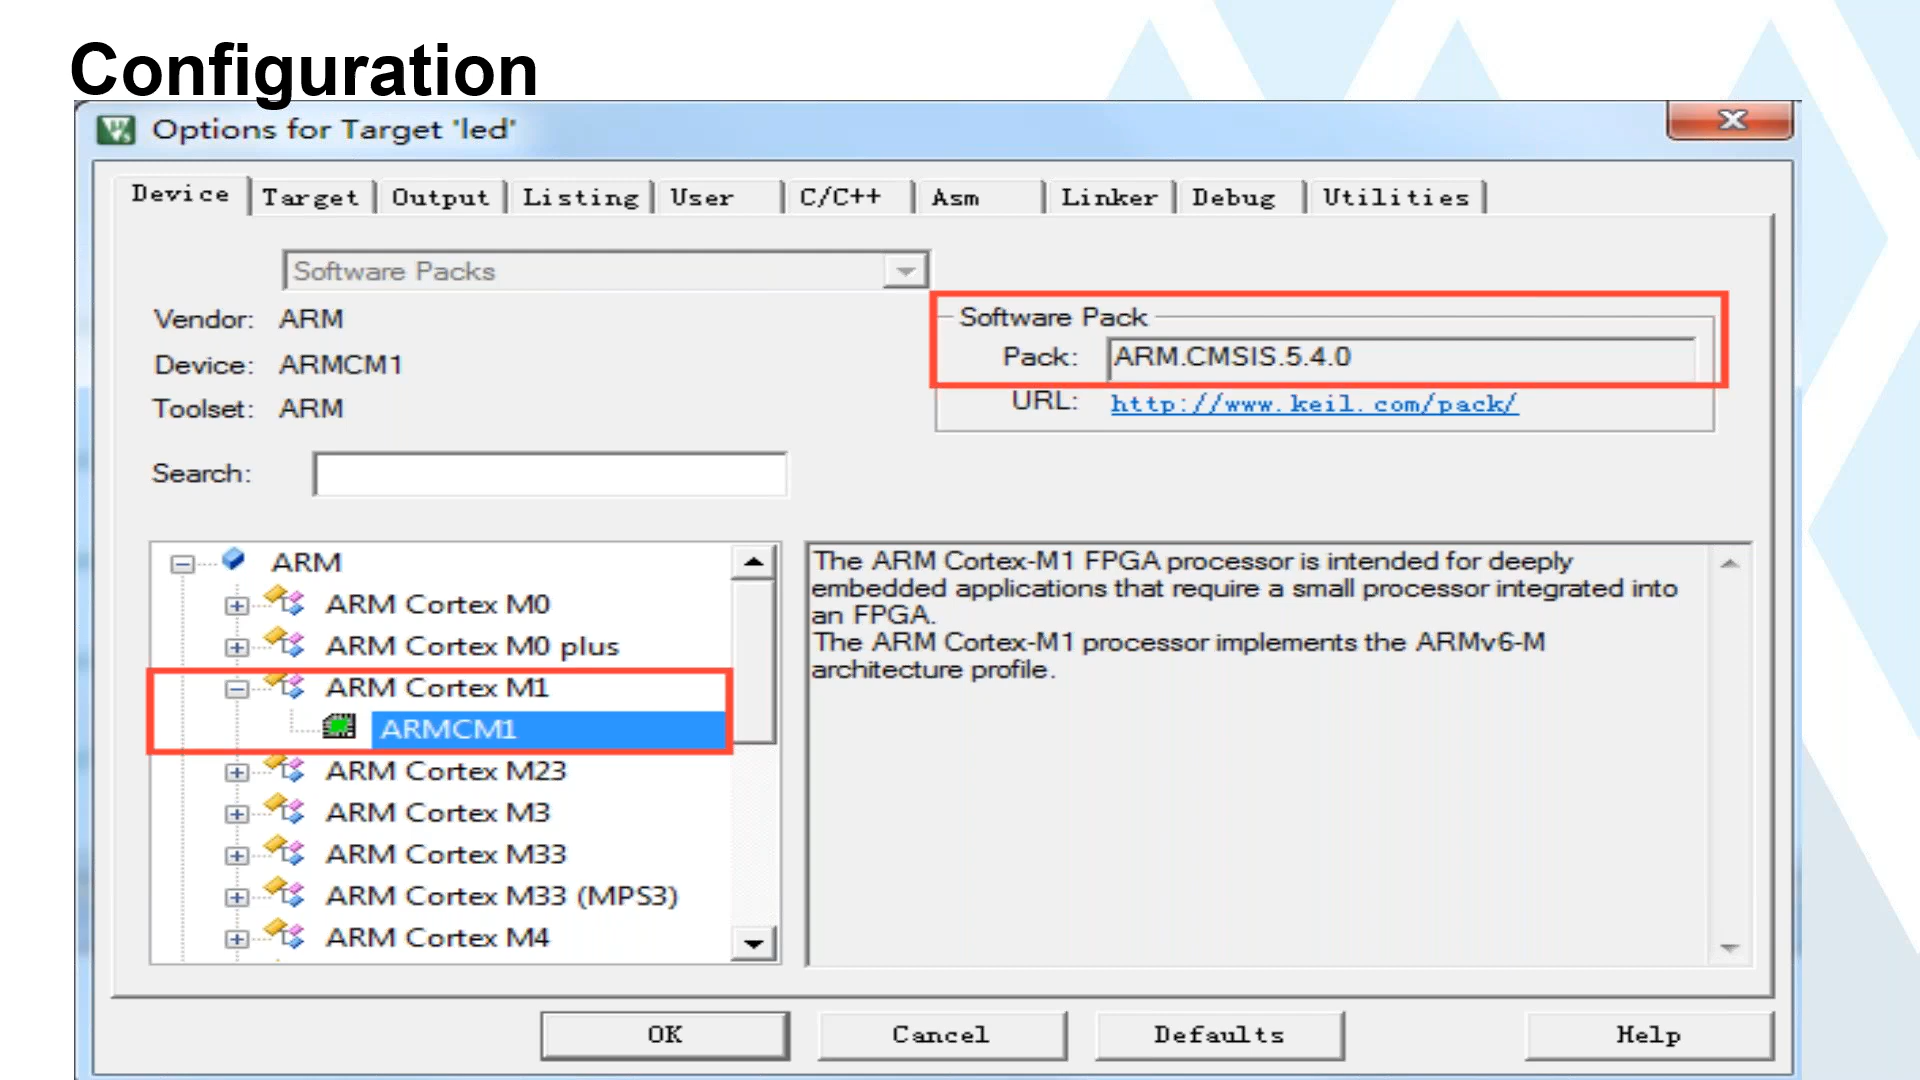 Configuration
Options for Target 'led'
Device Target Output Listing User C/C++ Asm Linker Debug Utilities
Software Packs
Vendor: ARM
Device: ARMCM1
Toolset: ARM
Software Pack
Pack: ARM.CMSIS.5.4.0
URL: http://www.keil.com/pack/
Search:
ARM
ARM Cortex M0
ARM Cortex M0 plus
ARM Cortex M1
ARMCM1
ARM Cortex M23
ARM Cortex M3
ARM Cortex M33
ARM Cortex M33 (MPS3)
ARM Cortex M4
The ARM Cortex-M1 FPGA processor is intended for deeply
embedded applications that require a small processor integrated into
an FPGA.
The ARM Cortex-M1 processor implements the ARMv6-M
architecture profile.
OK Cancel Defaults Help